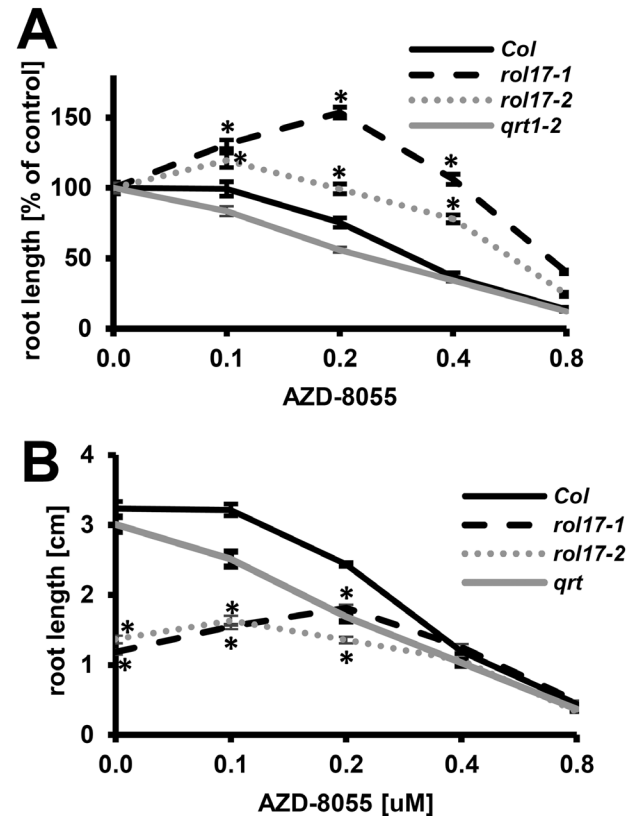 A
Col
rol17-1
rol17-2
qrt1-2
root length [% of control]
150
100
50
0
* * * * * *
0.0 0.1 0.2 0.4 0.8
AZD-8055
B
Col
rol17-1
rol17-2
qrt
root length [cm]
4
3
2
1
0
* * * * * *
0.0 0.1 0.2 0.4 0.8
AZD-8055 [uM]